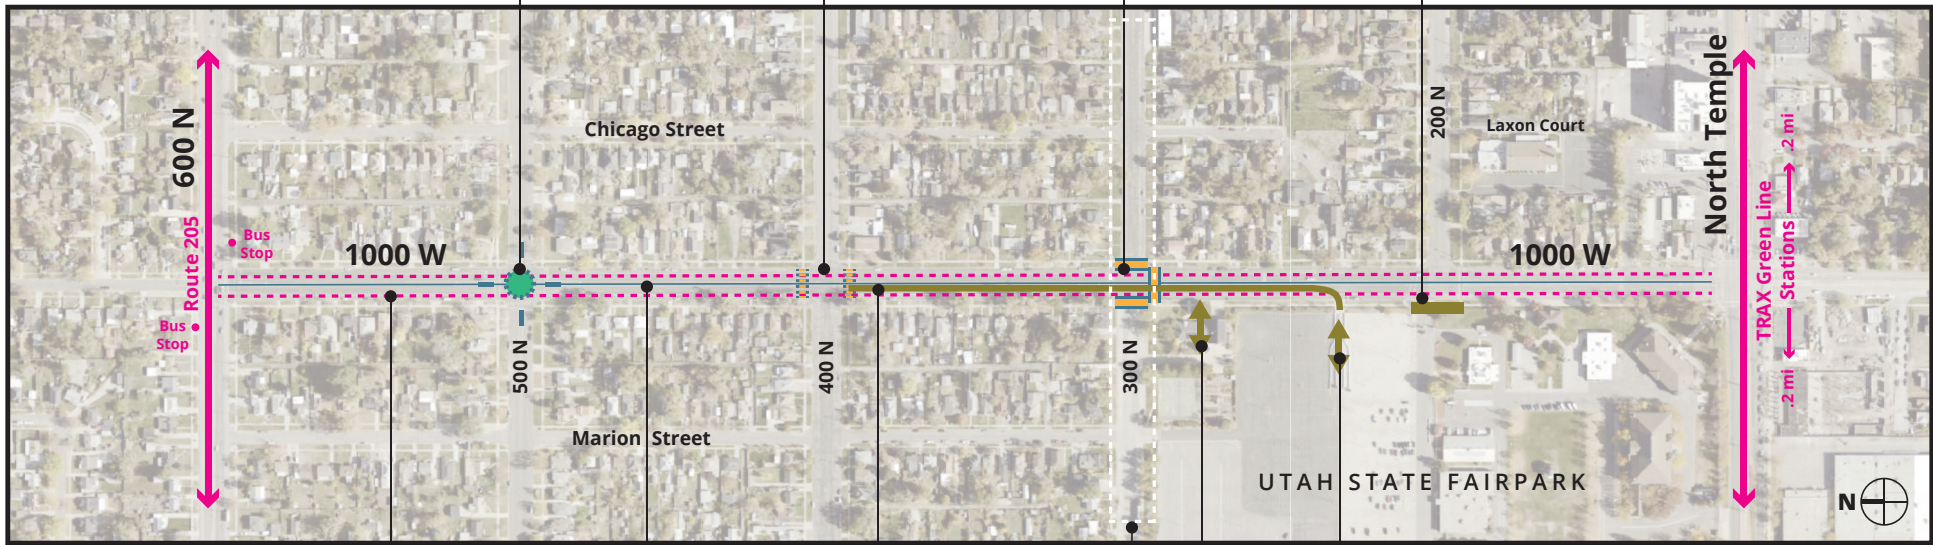 600 N
Route 205
Bus
Stop
Bus
Stop
1000 W
Chicago Street
500 N
400 N
300 N
Marion Street
200 N
Laxon Court
1000 W
North Temple
TRAX Green Line
Stations
.2 mi
.2 mi
UTAH STATE FAIRPARK
N